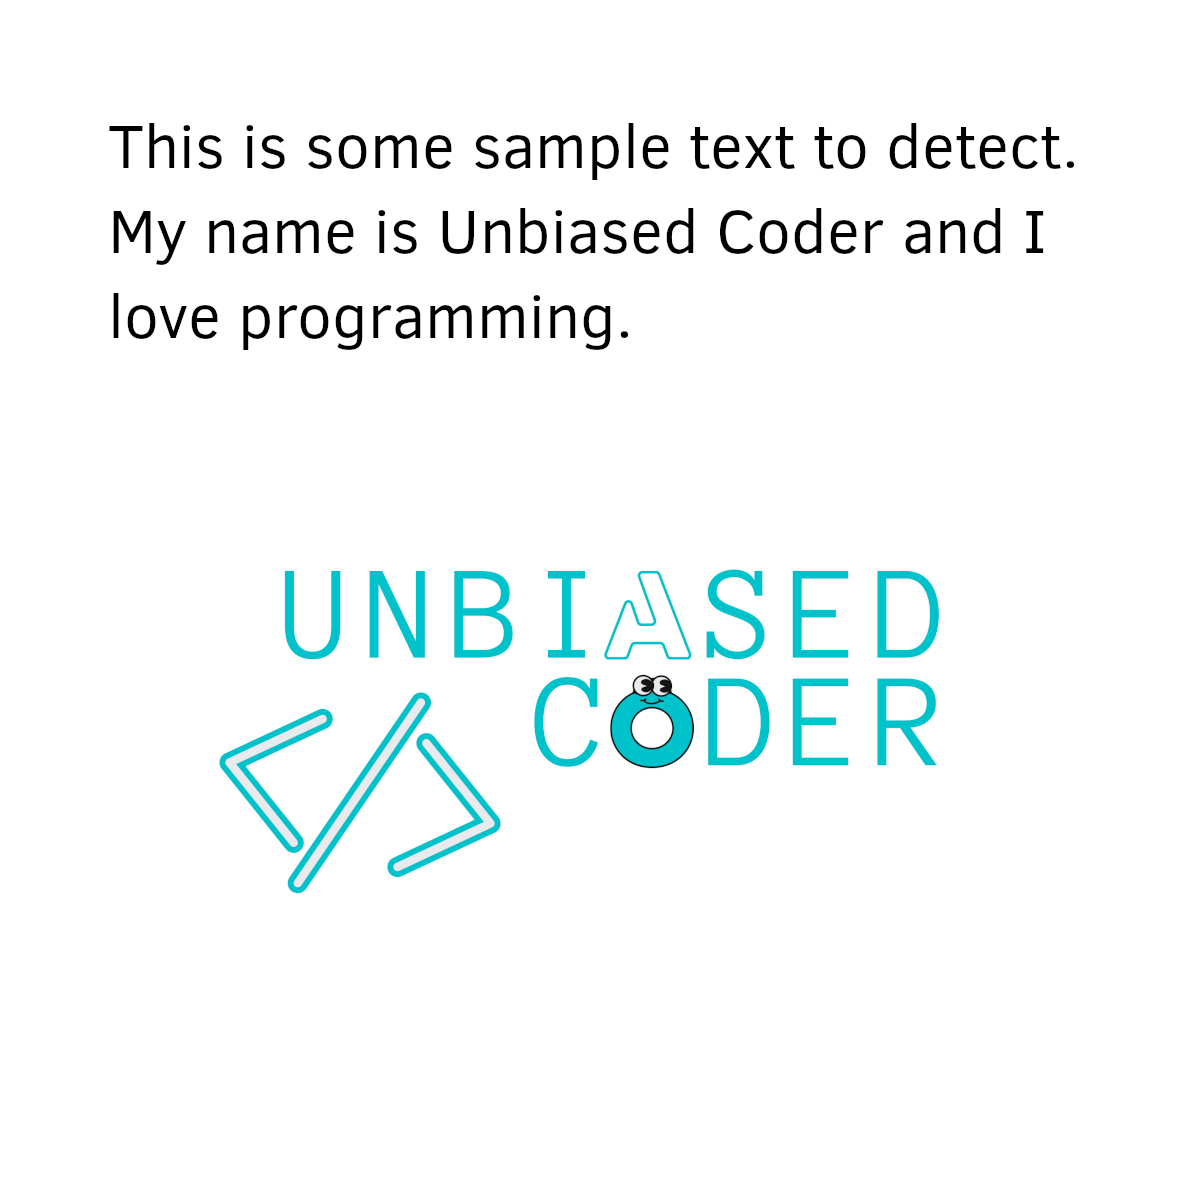 This is some sample text to detect.
My name is Unbiased Coder and I
love programming.
UNBIASED
CODER
</>